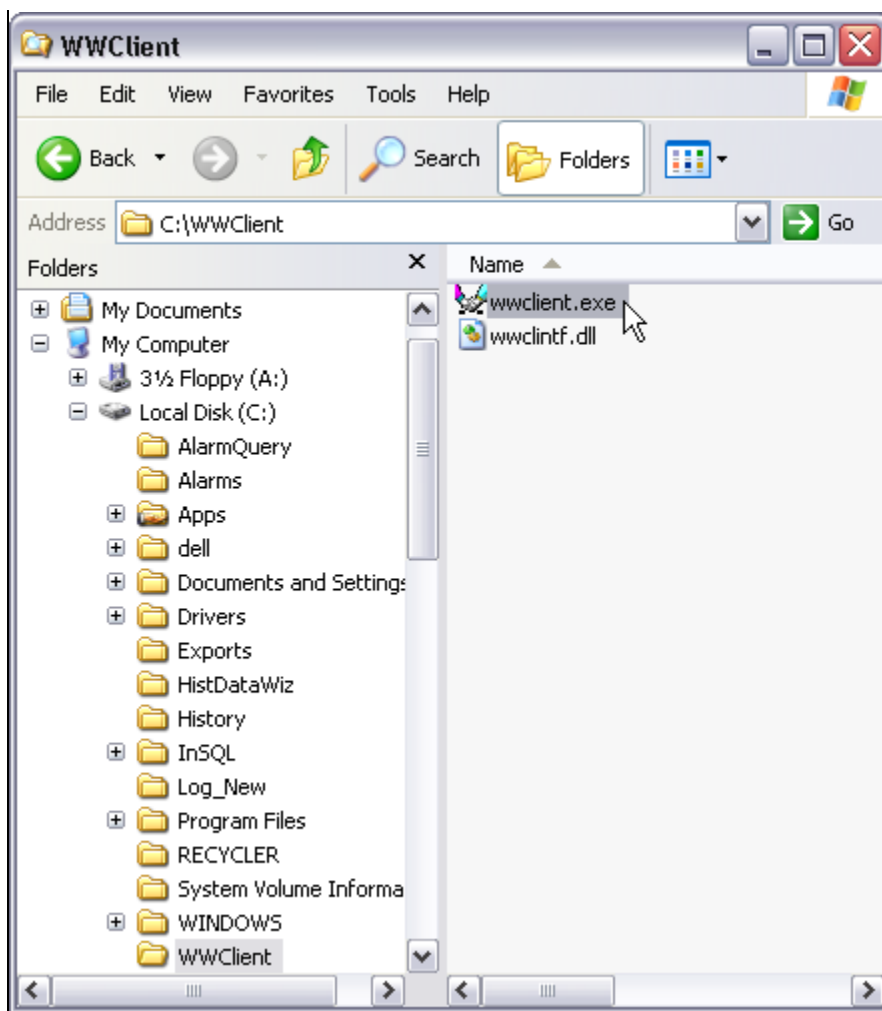 WWClient
File Edit View Favorites Tools Help
Back Search Folders
Address C:\WWClient Go
Folders
Name
My Documents
wwclient.exe
My Computer
wwclintf.dll
3½ Floppy (A:)
Local Disk (C:)
AlarmQuery
Alarms
Apps
dell
Documents and Settings
Drivers
Exports
HistDataWiz
History
InSQL
Log_New
Program Files
RECYCLER
System Volume Informa
WINDOWS
WWClient